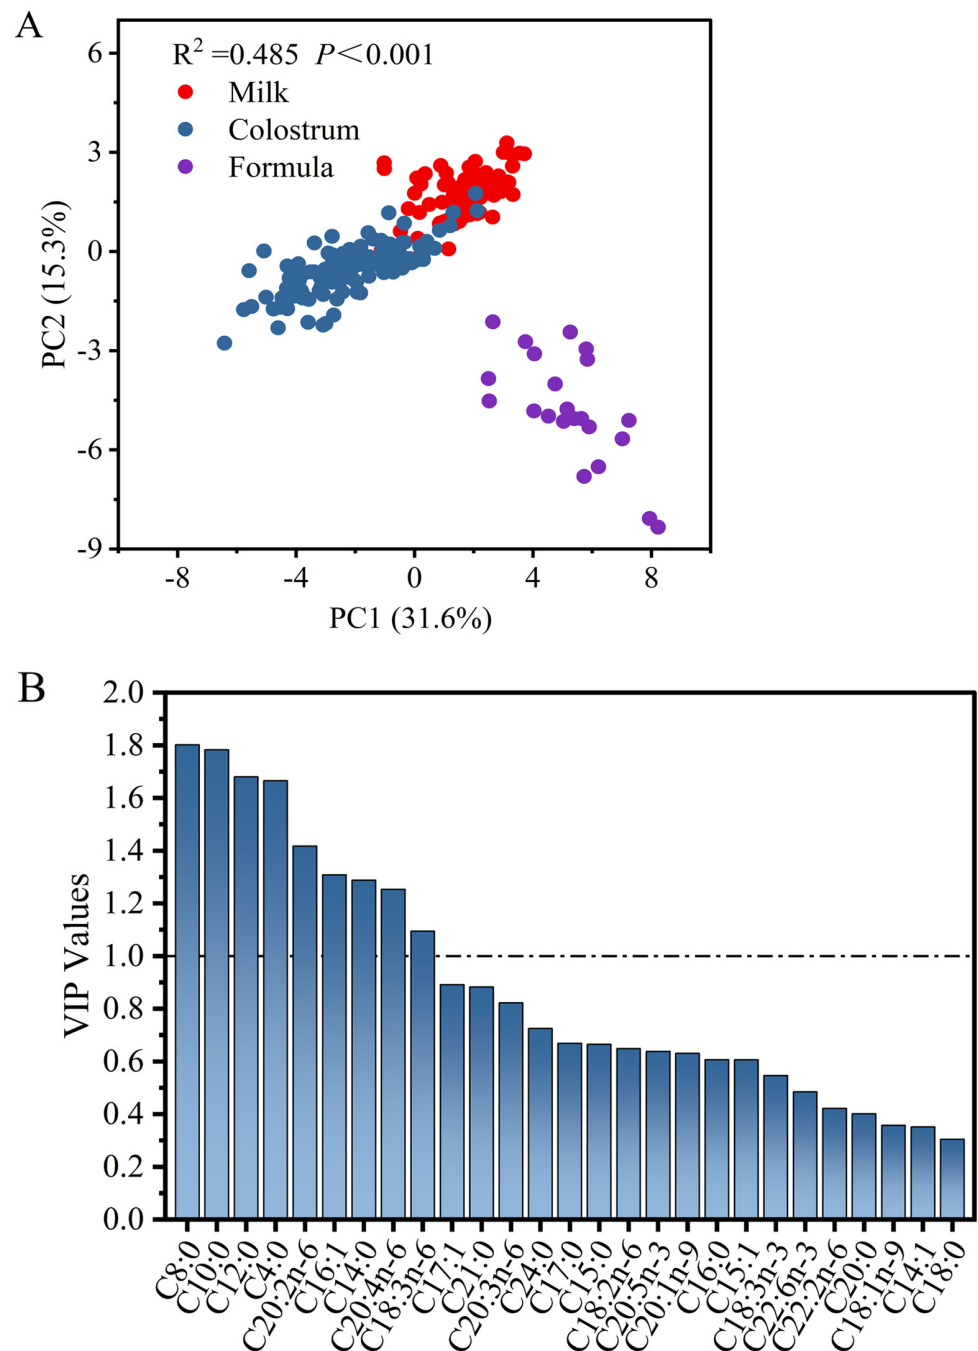 A
R² =0.485 P<0.001
Milk
Colostrum
Formula
6
3
0
-3
-6
-9
PC2 (15.3%)
-8 -4 0 4 8
PC1 (31.6%)
B
2.0
1.8
1.6
1.4
1.2
1.0
0.8
0.6
0.4
0.2
0.0
VIP Values
C8:0
C10:0
C12:0
C4:0
C20:2n-6
C16:1
C14:0
C20:4n-6
C18:3n-6
C17:1
C21:0
C20:3n-6
C24:0
C17:0
C15:0
C18:2n-6
C20:5n-3
C20:1n-9
C16:0
C15:1
C18:3n-3
C22:6n-3
C22:2n-6
C20:0
C18:1n-9
C14:1
C18:0